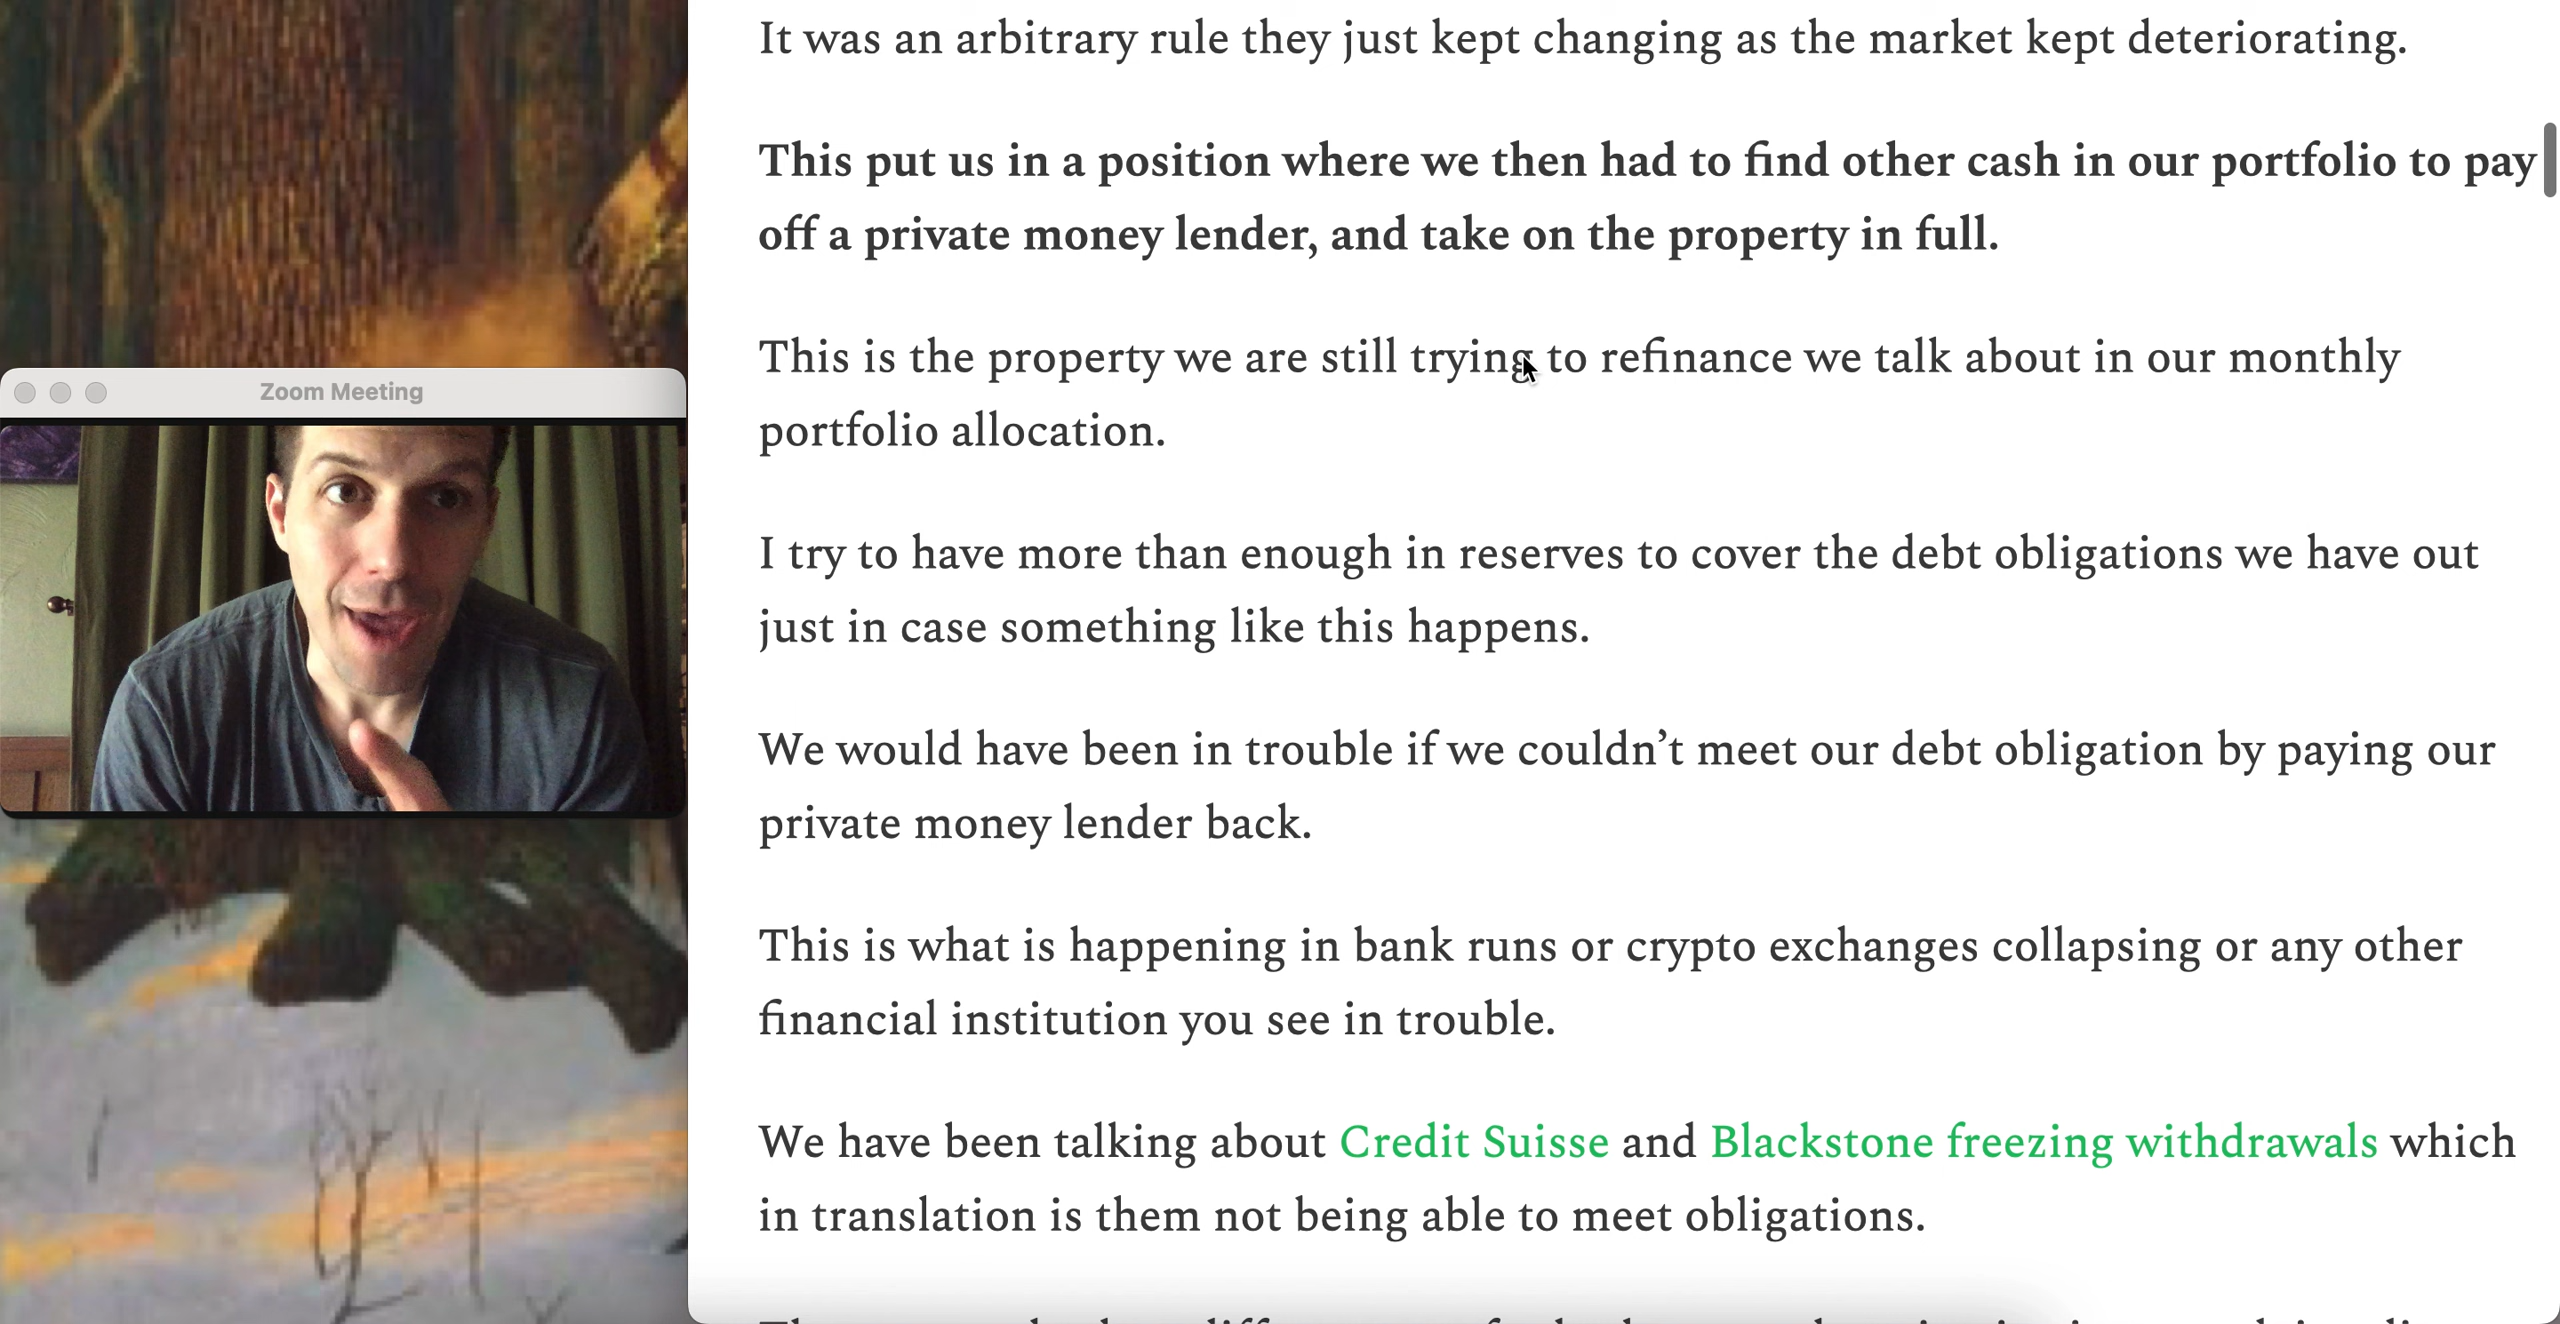 Zoom Meeting
It was an arbitrary rule they just kept changing as the market kept deteriorating.
This put us in a position where we then had to find other cash in our portfolio to pay
off a private money lender, and take on the property in full.
This is the property we are still trying to refinance we talk about in our monthly
portfolio allocation.
I try to have more than enough in reserves to cover the debt obligations we have out
just in case something like this happens.
We would have been in trouble if we couldn’t meet our debt obligation by paying our
private money lender back.
This is what is happening in bank runs or crypto exchanges collapsing or any other
financial institution you see in trouble.
We have been talking about Credit Suisse and Blackstone freezing withdrawals which
in translation is them not being able to meet obligations.